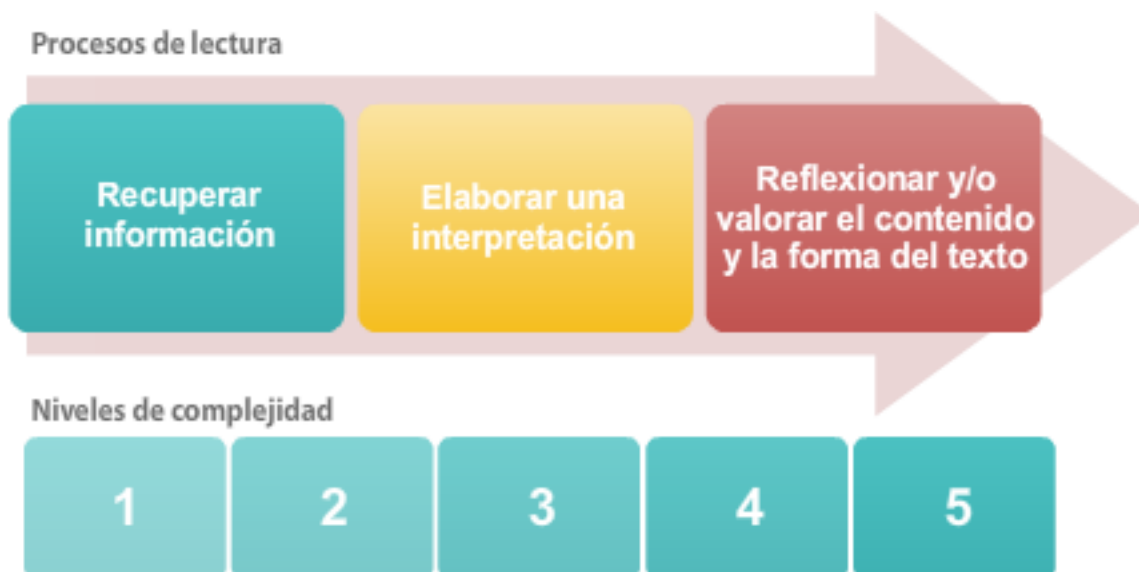 Procesos de lectura
Recuperar
información
Elaborar una
interpretación
Reflexionar y/o
valorar el contenido
y la forma del texto
Niveles de complejidad
1 2 3 4 5